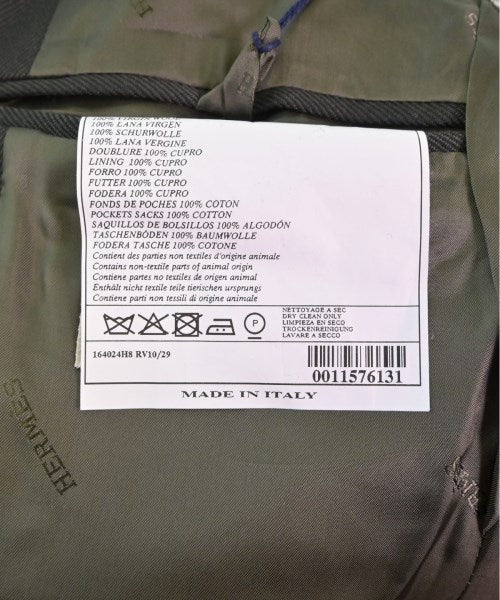 HERMÈS
100% VIRGIN WOOL
100% LANA VIRGEN
100% SCHURWOLLE
100% LANA VERGINE
DOUBLURE 100% CUPRO
LINING 100% CUPRO
FORRO 100% CUPRO
FUTTER 100% CUPRO
FODERA 100% CUPRO
FONDS DE POCHES 100% COTON
POCKETS SACKS 100% COTTON
SAQUILLOS DE BOLSILLOS 100% ALGODÓN
TASCHENBÖDEN 100% BAUMWOLLE
FODERA TASCHE 100% COTONE
Contient des parties non textiles d'origine animale
Contains non-textile parts of animal origin
Contiene partes no textiles de origen animal
Enthält nicht textile teile tierischen ursprungs
Contiene parti non tessili di origine animale
P
NETTOYAGE A SEC
DRY CLEAN ONLY
LIMPIEZA EN SECO
TROCKENREINIGUNG
LAVARE A SECCO
164024H8 RV10/29
0011576131
MADE IN ITALY
HERMÈS